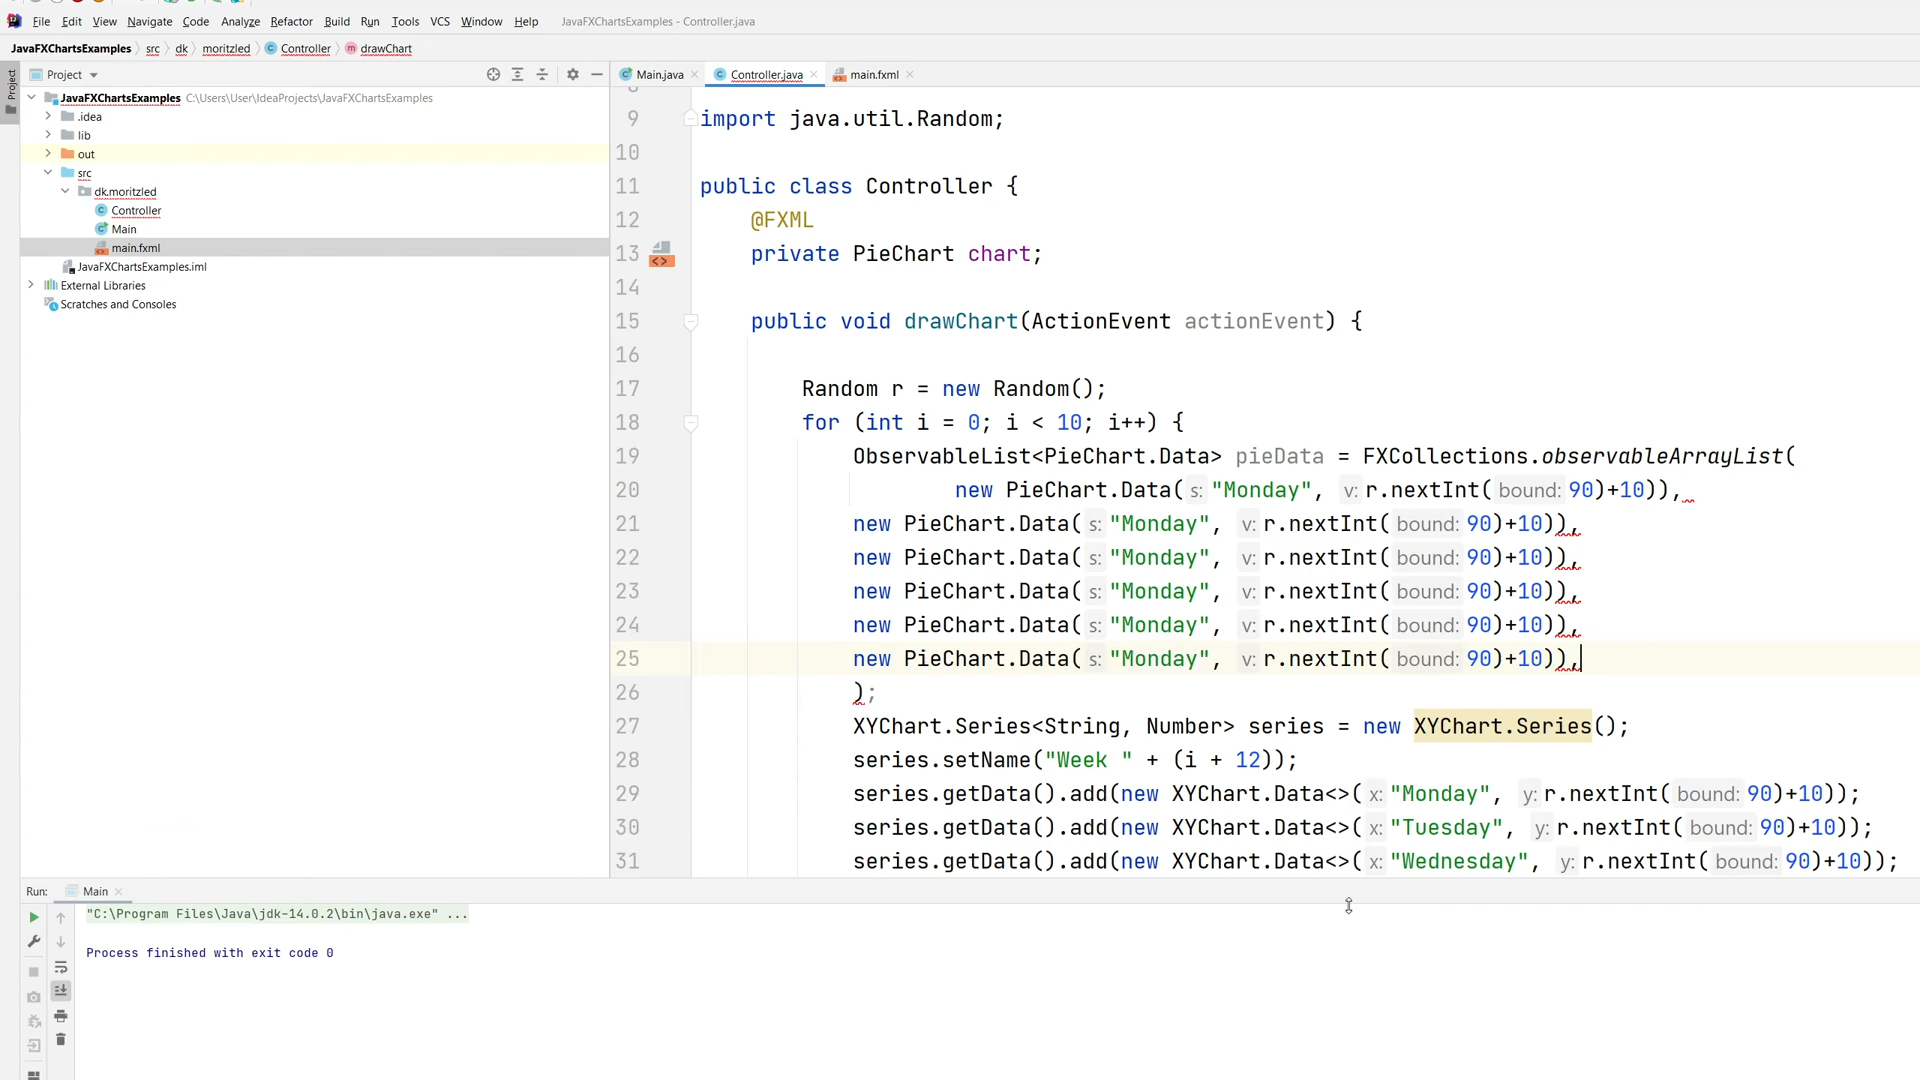 File Edit View Navigate Code Analyze Refactor Build Run Tools VCS Window Help JavaFXChartsExamples - Controller.java
JavaFXChartsExamples src dk moritzled Controller drawChart
Project
Project
JavaFXChartsExamples C:\Users\User\IdeaProjects\JavaFXChartsExamples
.idea
lib
out
src
dk.moritzled
Controller
Main
main.fxml
JavaFXChartsExamples.iml
External Libraries
Scratches and Consoles
Main.java Controller.java main.fxml
9 import java.util.Random;
10
11 public class Controller {
12 @FXML
13 private PieChart chart;
14
15 public void drawChart(ActionEvent actionEvent) {
16
17 Random r = new Random();
18 for (int i = 0; i < 10; i++) {
19 ObservableList<PieChart.Data> pieData = FXCollections.observableArrayList(
20 new PieChart.Data( s: "Monday", v: r.nextInt( bound: 90)+10)),
21 new PieChart.Data( s: "Monday", v: r.nextInt( bound: 90)+10)),
22 new PieChart.Data( s: "Monday", v: r.nextInt( bound: 90)+10)),
23 new PieChart.Data( s: "Monday", v: r.nextInt( bound: 90)+10)),
24 new PieChart.Data( s: "Monday", v: r.nextInt( bound: 90)+10)),
25 new PieChart.Data( s: "Monday", v: r.nextInt( bound: 90)+10)),
26 );
27 XYChart.Series<String, Number> series = new XYChart.Series();
28 series.setName("Week " + (i + 12));
29 series.getData().add(new XYChart.Data<>( x: "Monday", y: r.nextInt( bound: 90)+10));
30 series.getData().add(new XYChart.Data<>( x: "Tuesday", y: r.nextInt( bound: 90)+10));
31 series.getData().add(new XYChart.Data<>( x: "Wednesday", y: r.nextInt( bound: 90)+10));
Run: Main
"C:\Program Files\Java\jdk-14.0.2\bin\java.exe" ...
Process finished with exit code 0